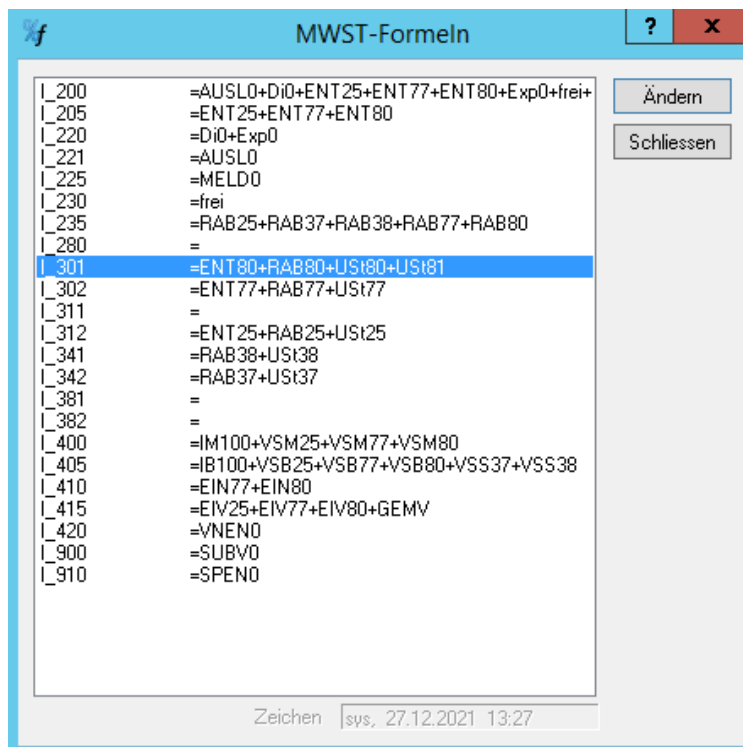 %f MWST-Formeln ? x
I_200 =AUSL0+Di0+ENT25+ENT77+ENT80+Exp0+frei+
I_205 =ENT25+ENT77+ENT80
I_220 =Di0+Exp0
I_221 =AUSL0
I_225 =MELD0
I_230 =frei
I_235 =RAB25+RAB37+RAB38+RAB77+RAB80
I_280 =
I_301 =ENT80+RAB80+USt80+USt81
I_302 =ENT77+RAB77+USt77
I_311 =
I_312 =ENT25+RAB25+USt25
I_341 =RAB38+USt38
I_342 =RAB37+USt37
I_381 =
I_382 =
I_400 =IM100+VSM25+VSM77+VSM80
I_405 =IB100+VSB25+VSB77+VSB80+VSS37+VSS38
I_410 =EIN77+EIN80
I_415 =EIV25+EIV77+EIV80+GEMV
I_420 =VNEN0
I_900 =SUBV0
I_910 =SPEN0
Ändern
Schliessen
Zeichen sys, 27.12.2021 13:27